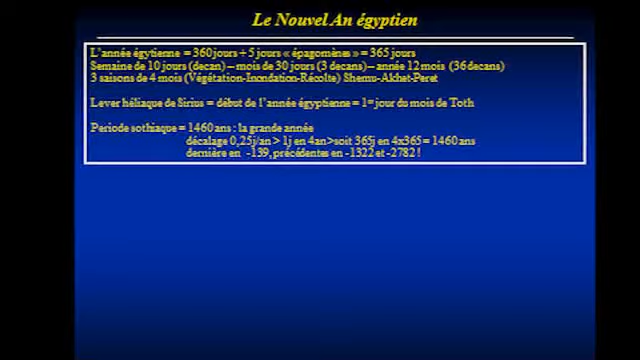 Le Nouvel An égyptien
L'année égytienne = 360 jours + 5 jours « épagomènes » = 365 jours
Semaine de 10 jours (decan) – mois de 30 jours (3 decans) – année 12 mois (36 decans)
3 saisons de 4 mois (Végétation-Inondation-Récolte) Shemu-Akhet-Peret
Lever héliaque de Sirius = début de l'année égyptienne = 1er jour du mois de Toth
Periode sothiaque = 1460 ans : la grande année
décalage 0,25j/an > 1j en 4an>soit 365j en 4x365 = 1460 ans
dernière en -139, précédentes en -1322 et -2782 !